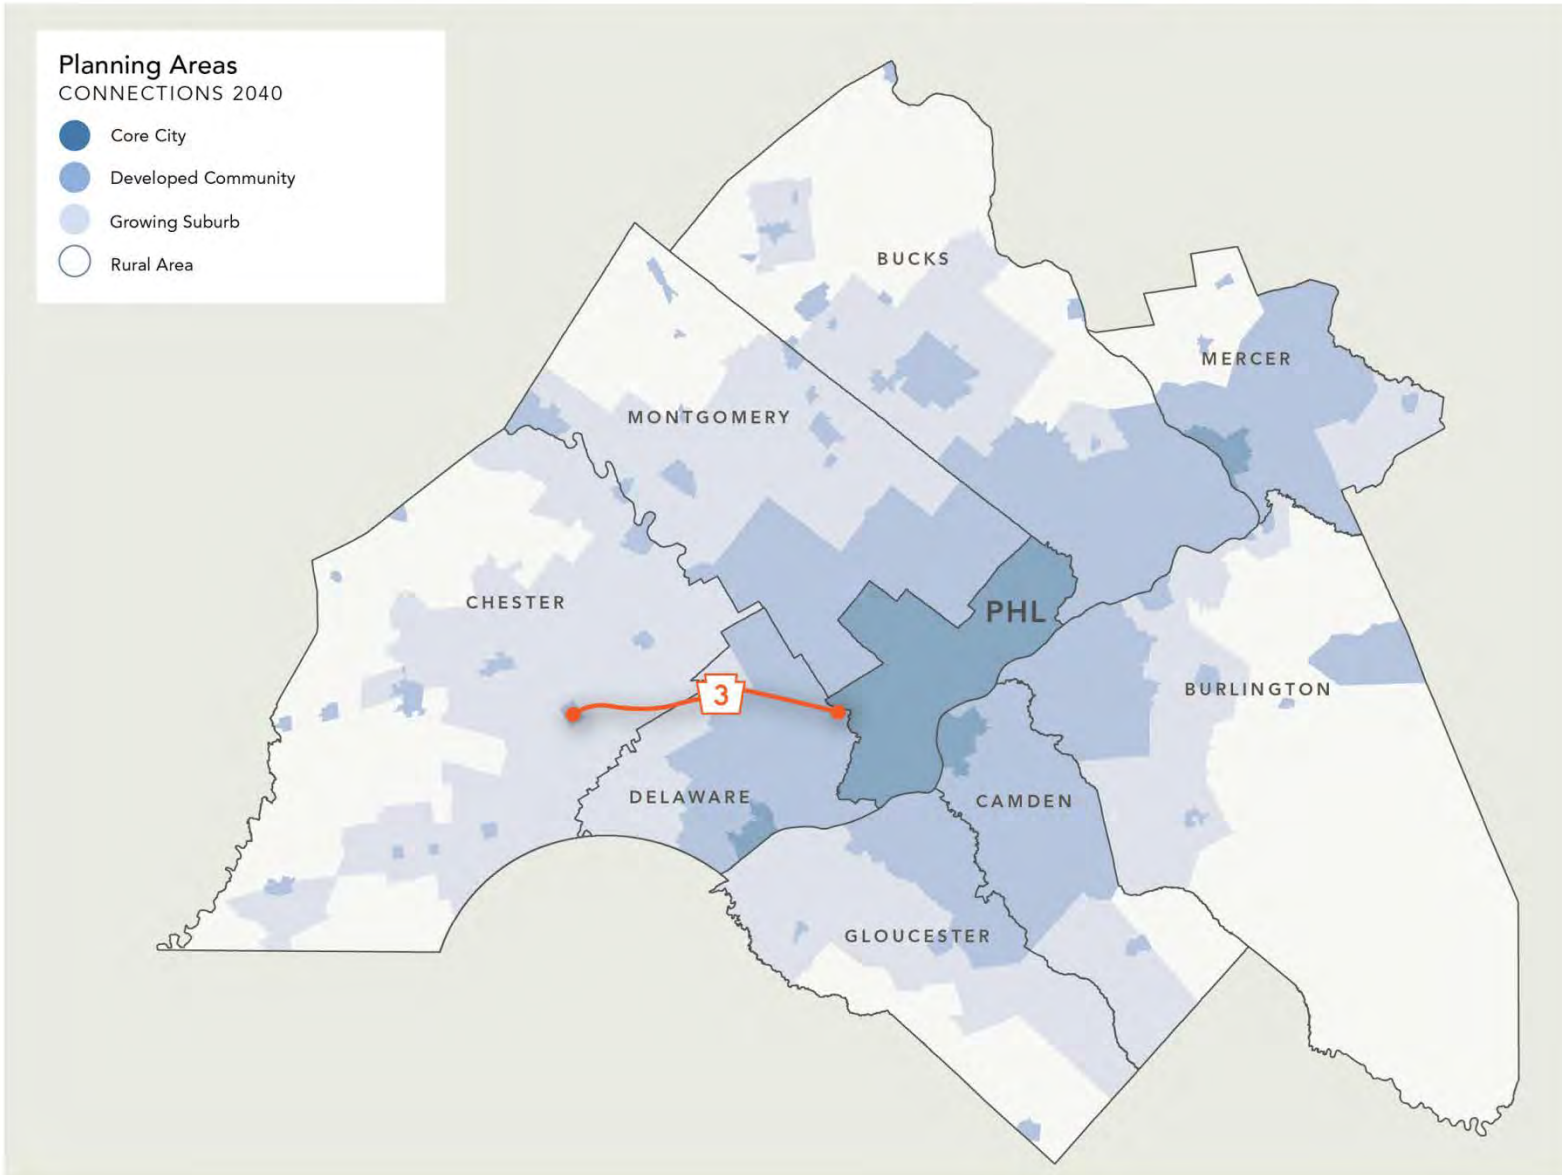 Planning Areas
CONNECTIONS 2040
Core City
Developed Community
Growing Suburb
Rural Area
BUCKS
MERCER
MONTGOMERY
CHESTER
PHL
BURLINGTON
3
DELAWARE
CAMDEN
GLOUCESTER